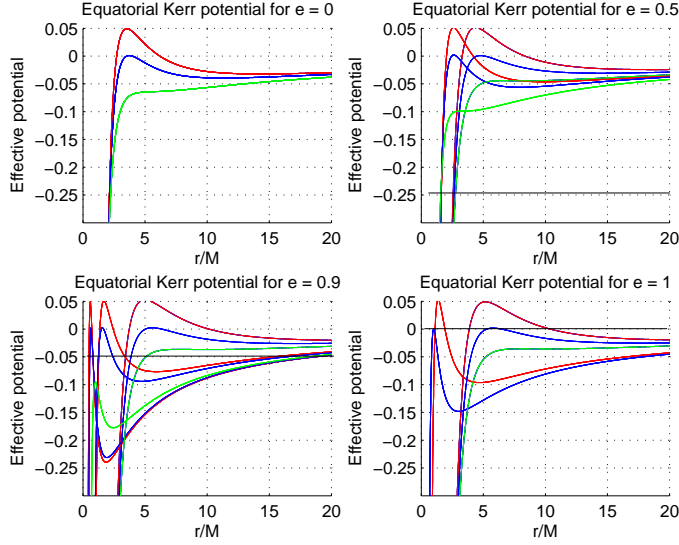 Equatorial Kerr potential for e = 0
Effective potential
0.05
0
−0.05
−0.1
−0.15
−0.2
−0.25
0 5 10 15 20
r/M
Equatorial Kerr potential for e = 0.5
Effective potential
0.05
0
−0.05
−0.1
−0.15
−0.2
−0.25
0 5 10 15 20
r/M
Equatorial Kerr potential for e = 0.9
Effective potential
0.05
0
−0.05
−0.1
−0.15
−0.2
−0.25
0 5 10 15 20
r/M
Equatorial Kerr potential for e = 1
Effective potential
0.05
0
−0.05
−0.1
−0.15
−0.2
−0.25
0 5 10 15 20
r/M